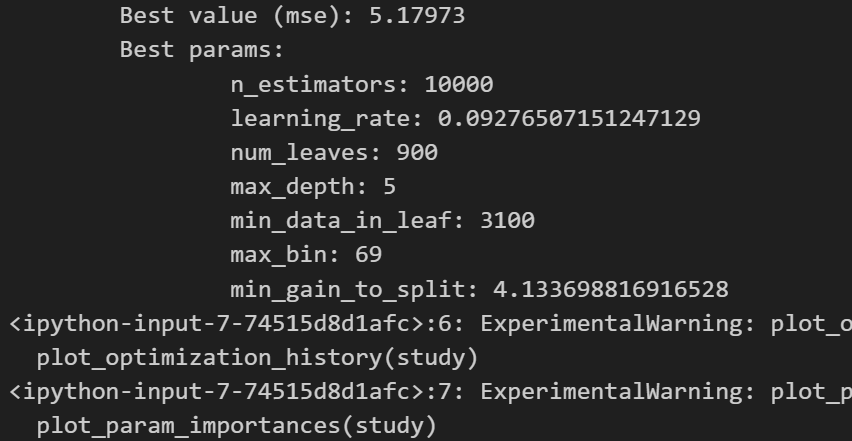 Best value (mse): 5.17973
Best params:
n_estimators: 10000
learning_rate: 0.09276507151247129
num_leaves: 900
max_depth: 5
min_data_in_leaf: 3100
max_bin: 69
min_gain_to_split: 4.133698816916528
<ipython-input-7-74515d8d1afc>:6: ExperimentalWarning: plot_o
plot_optimization_history(study)
<ipython-input-7-74515d8d1afc>:7: ExperimentalWarning: plot_p
plot_param_importances(study)